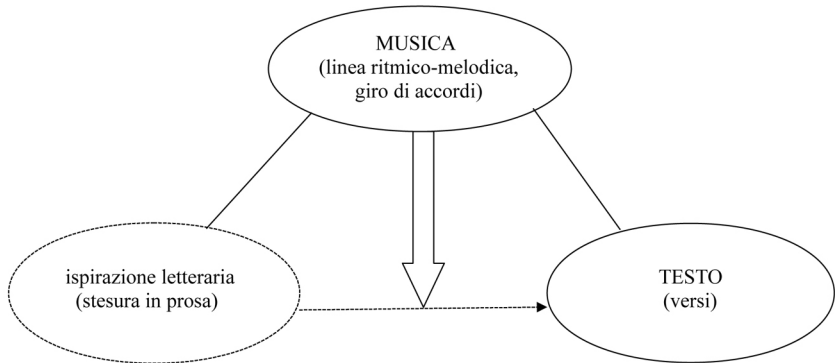 MUSICA
(linea ritmico-melodica,
giro di accordi)
ispirazione letteraria
(stesura in prosa)
TESTO
(versi)